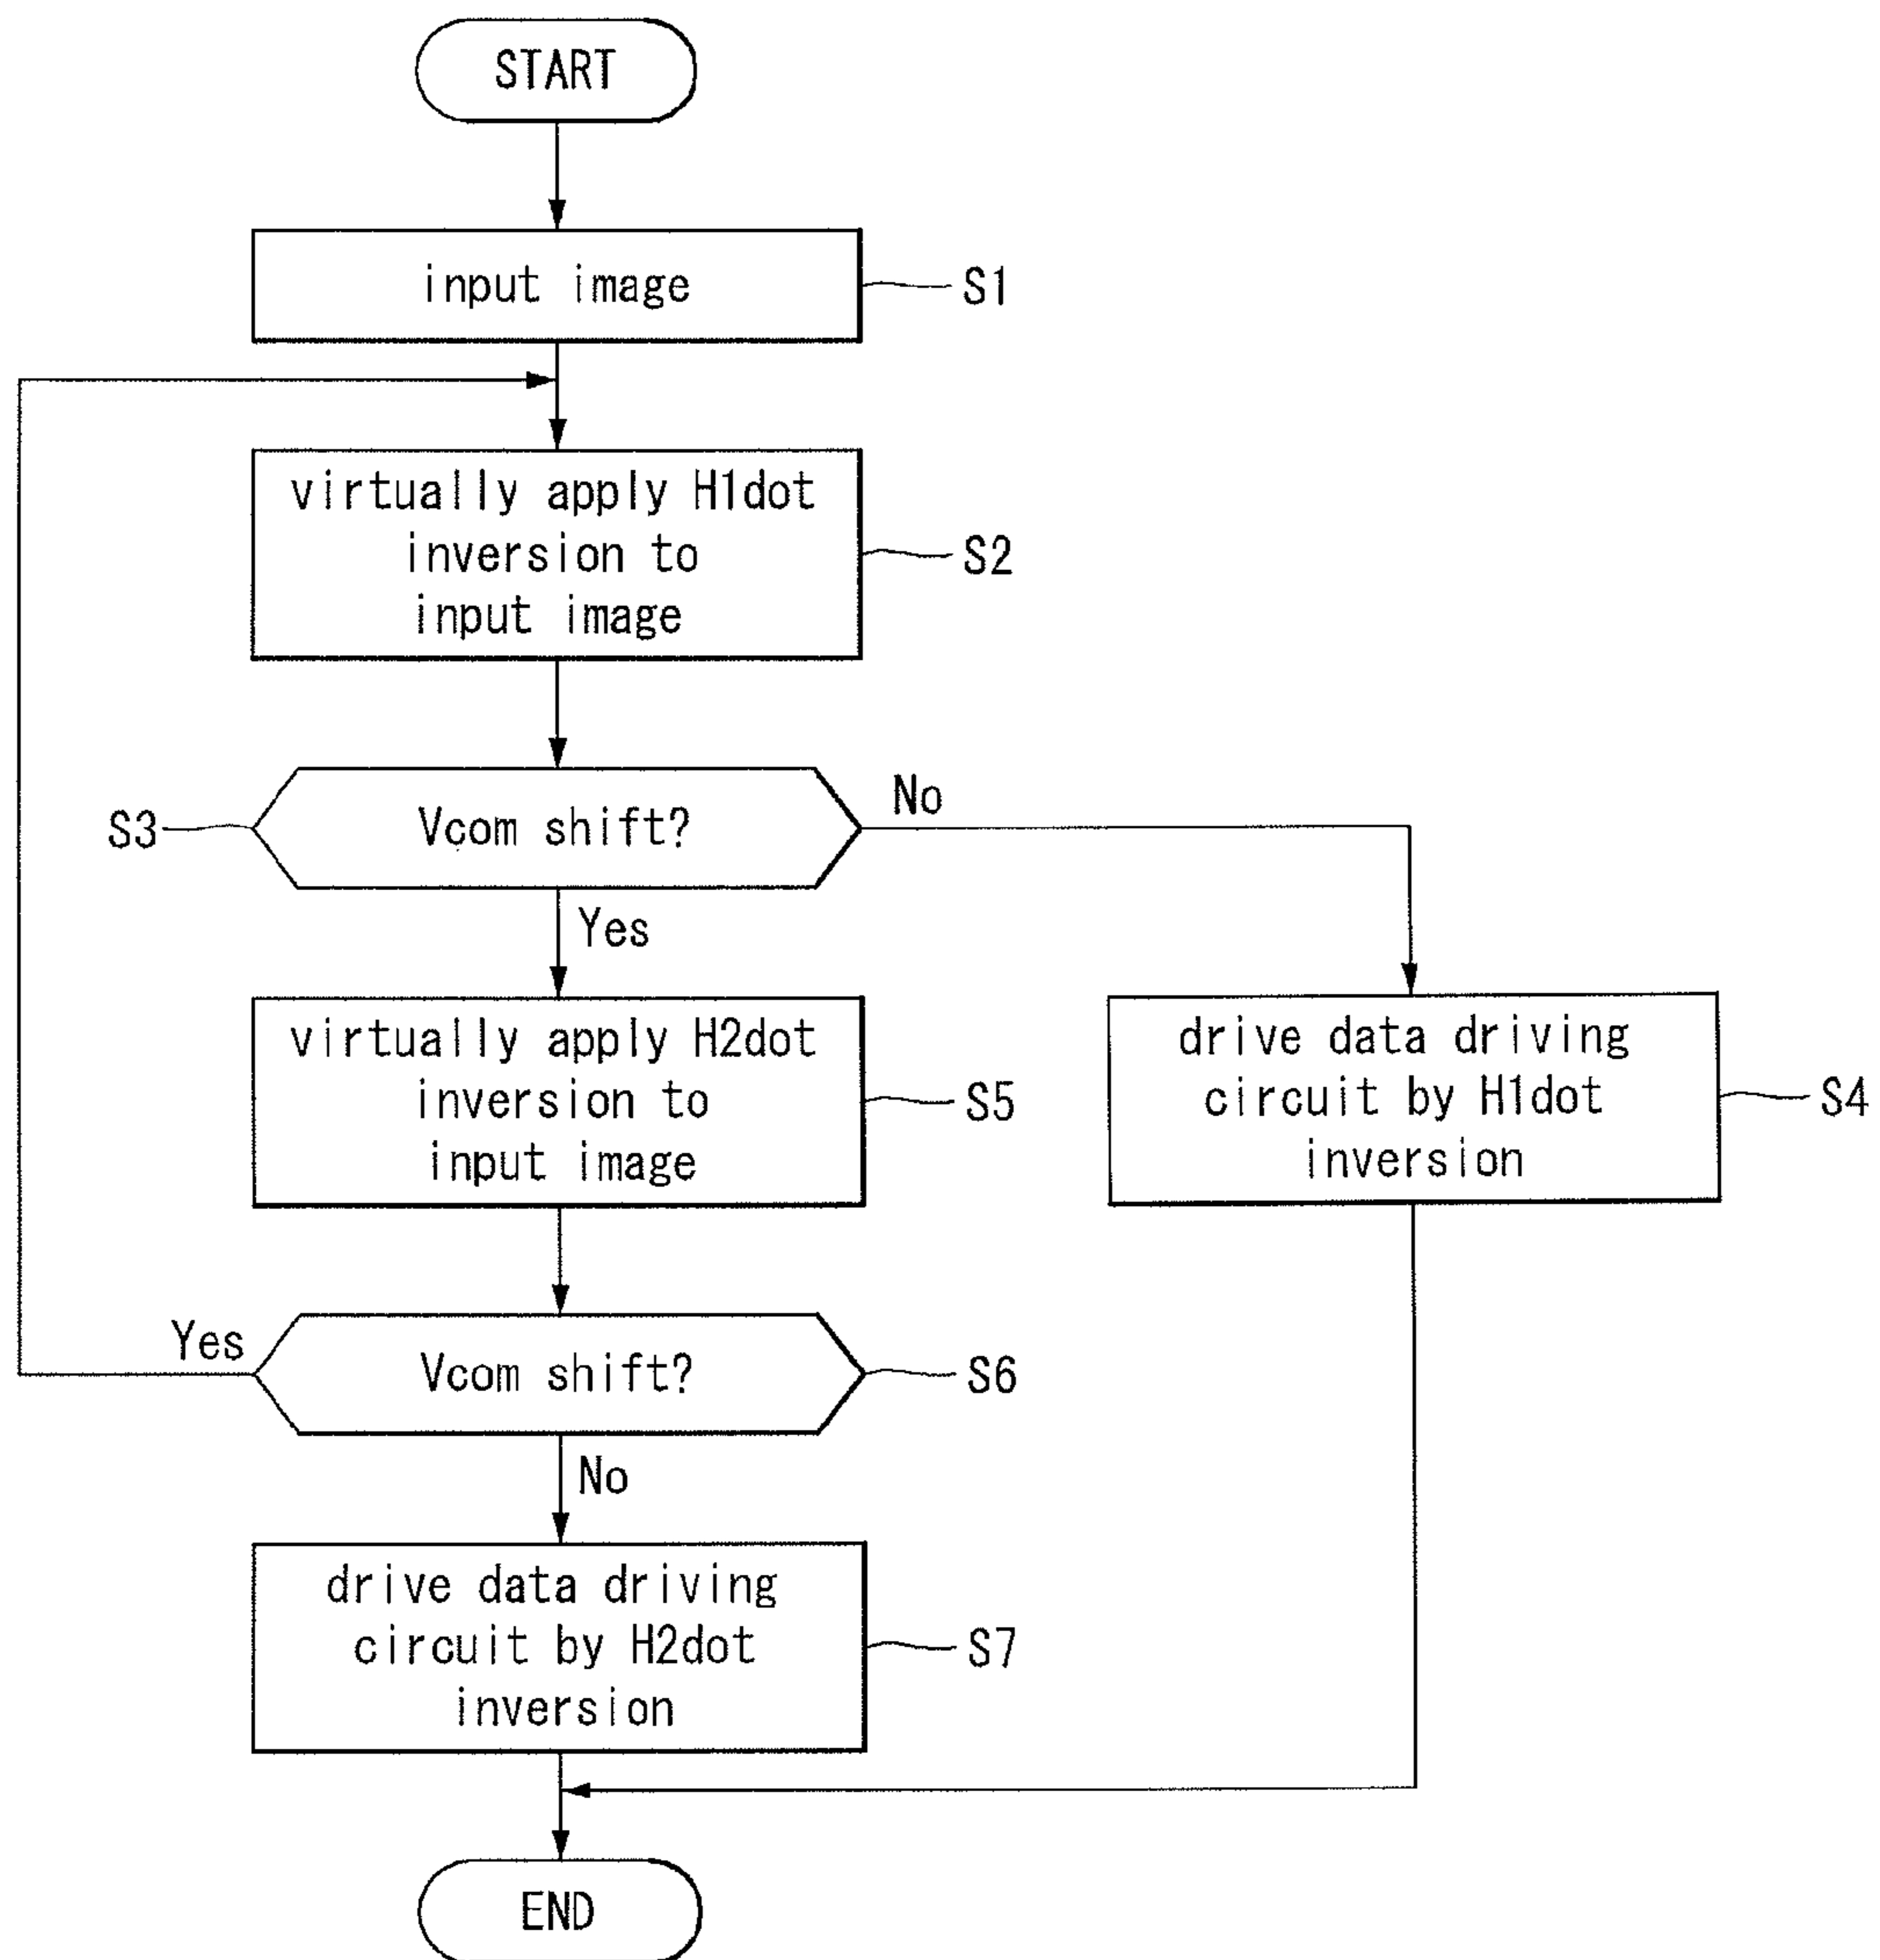 START
input image
S1
virtually apply H1dot
inversion to
input image
S2
Vcom shift?
S3
No
Yes
virtually apply H2dot
inversion to
input image
S5
drive data driving
circuit by H1dot
inversion
S4
Vcom shift?
Yes
S6
No
drive data driving
circuit by H2dot
inversion
S7
END